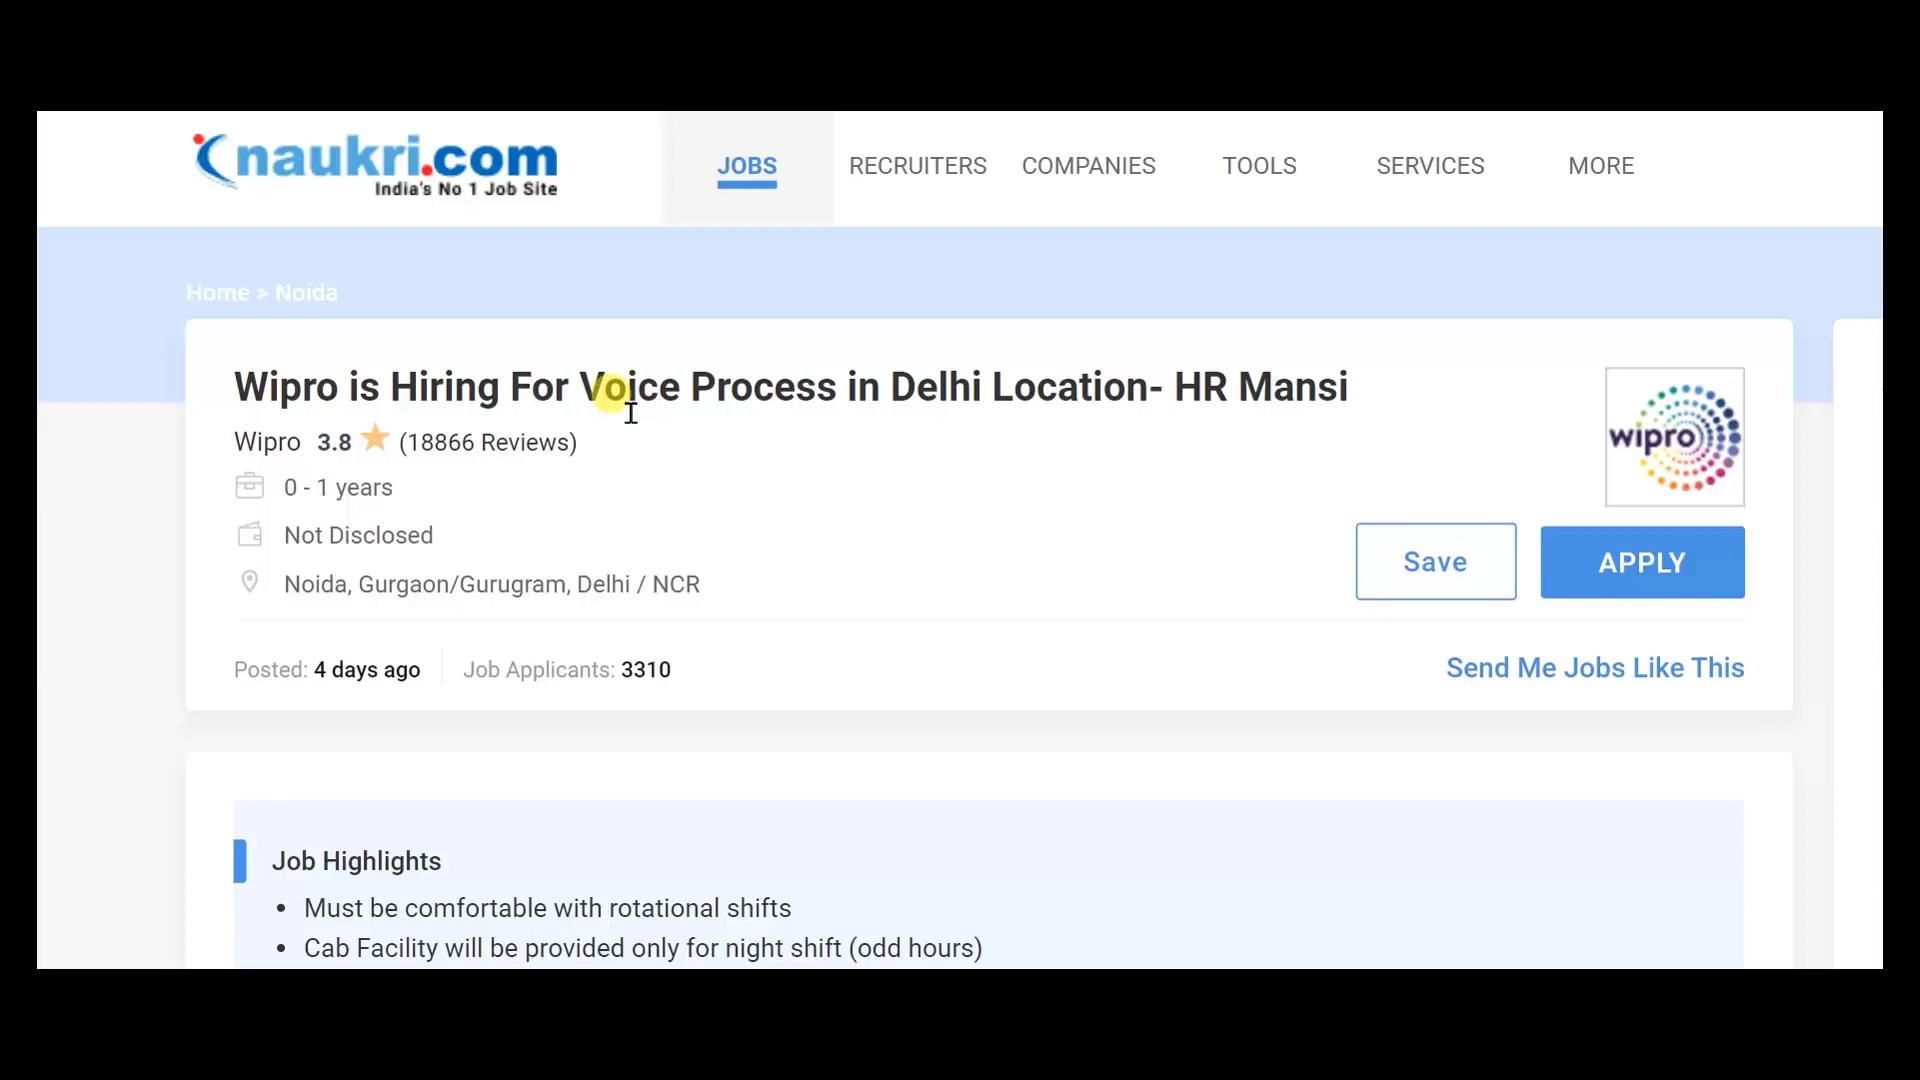 naukri.com
India's No 1 Job Site
JOBS
RECRUITERS
COMPANIES
TOOLS
SERVICES
MORE
Home > Noida
Wipro is Hiring For Voice Process in Delhi Location- HR Mansi
Wipro 3.8 (18866 Reviews)
wipro
0 - 1 years
Not Disclosed
Noida, Gurgaon/Gurugram, Delhi / NCR
Save
APPLY
Posted: 4 days ago
Job Applicants: 3310
Send Me Jobs Like This
Job Highlights
• Must be comfortable with rotational shifts
• Cab Facility will be provided only for night shift (odd hours)